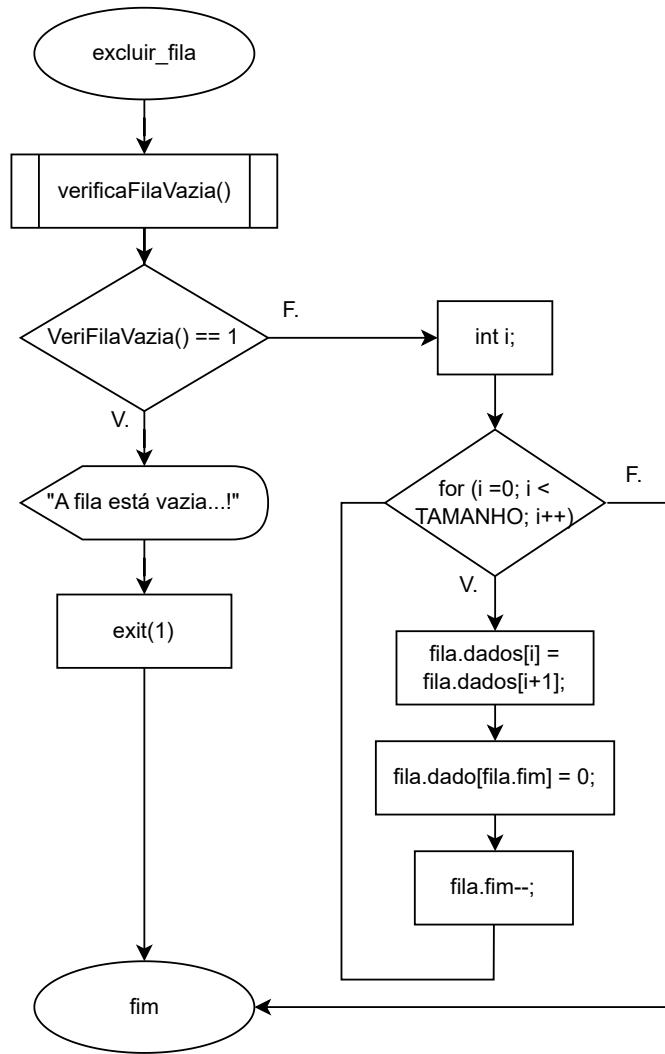 excluir_fila
verificaFilaVazia()
VeriFilaVazia() == 1
F.
V.
"A fila está vazia...!"
exit(1)
int i;
for (i =0; i <
TAMANHO; i++)
F.
V.
fila.dados[i] =
fila.dados[i+1];
fila.dado[fila.fim] = 0;
fila.fim--;
fim